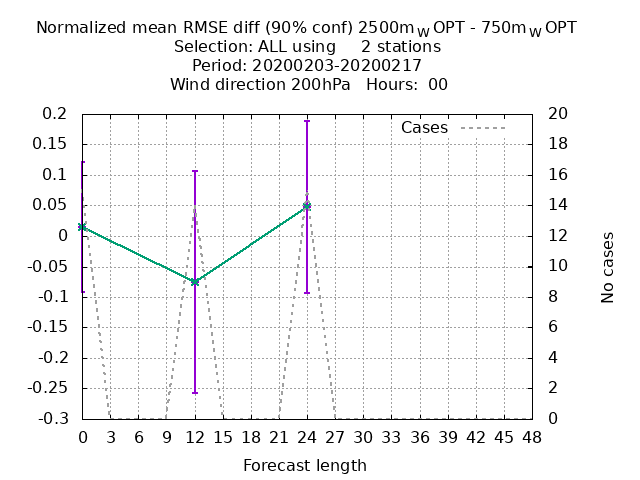 Normalized mean RMSE diff (90% conf) 2500m_W OPT - 750m_W OPT
Selection: ALL using 2 stations
Period: 20200203-20200217
Wind direction 200hPa Hours: 00
Cases
0.2
0.15
0.1
0.05
0
-0.05
-0.1
-0.15
-0.2
-0.25
-0.3
20
18
16
14
12
10
8
6
4
2
0
No cases
0 3 6 9 12 15 18 21 24 27 30 33 36 39 42 45 48
Forecast length